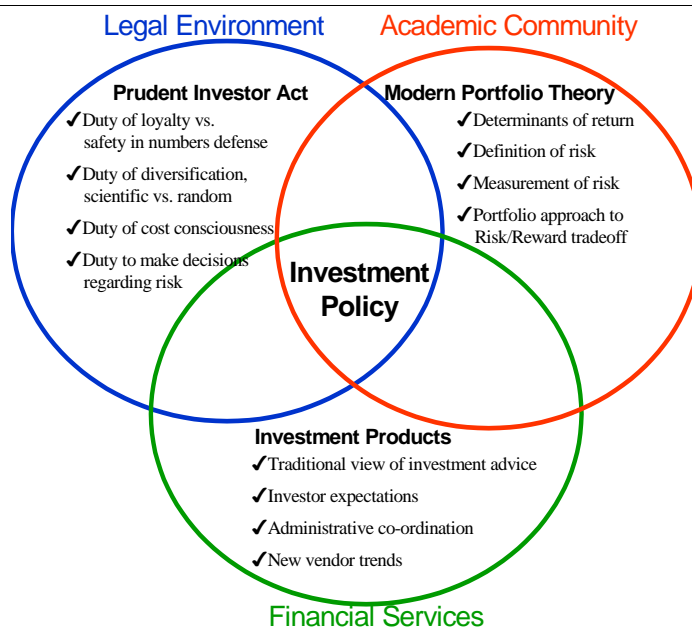 Legal Environment
Academic Community
Prudent Investor Act
✓Duty of loyalty vs.
safety in numbers defense
✓Duty of diversification,
scientific vs. random
✓Duty of cost consciousness
✓Duty to make decisions
regarding risk
Modern Portfolio Theory
✓Determinants of return
✓Definition of risk
✓Measurement of risk
✓Portfolio approach to
Risk/Reward tradeoff
Investment
Policy
Investment Products
✓Traditional view of investment advice
✓Investor expectations
✓Administrative co-ordination
✓New vendor trends
Financial Services